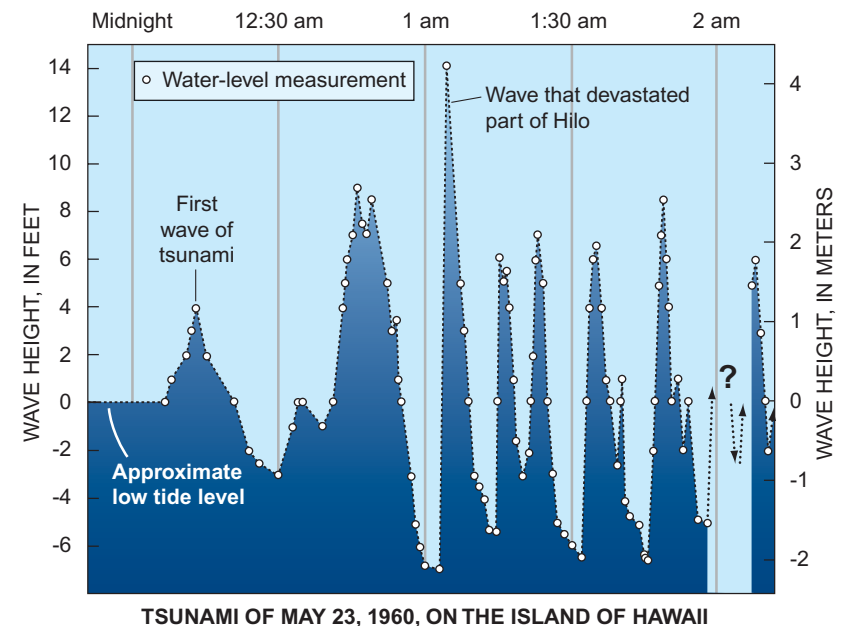 Midnight 12:30 am 1 am 1:30 am 2 am
WAVE HEIGHT, IN FEET
14
12
10
8
6
4
2
0
-2
-4
-6
Water-level measurement
Wave that devastated
part of Hilo
First
wave of
tsunami
?
Approximate
low tide level
4
3
2
1
0
-1
-2
WAVE HEIGHT, IN METERS
TSUNAMI OF MAY 23, 1960, ON THE ISLAND OF HAWAII